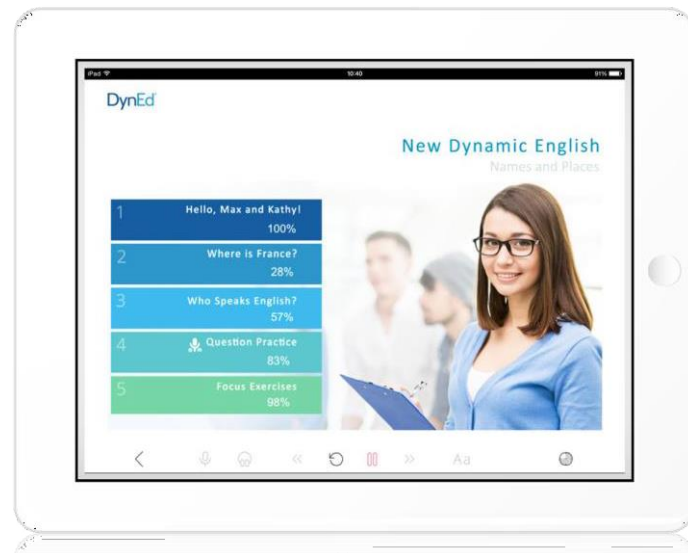 iPad
10:40
91%
DynEd
New Dynamic English
Names and Places
1
Hello, Max and Kathy!
100%
2
Where is France?
28%
3
Who Speaks English?
57%
4
Question Practice
83%
5
Focus Exercises
98%
Aa